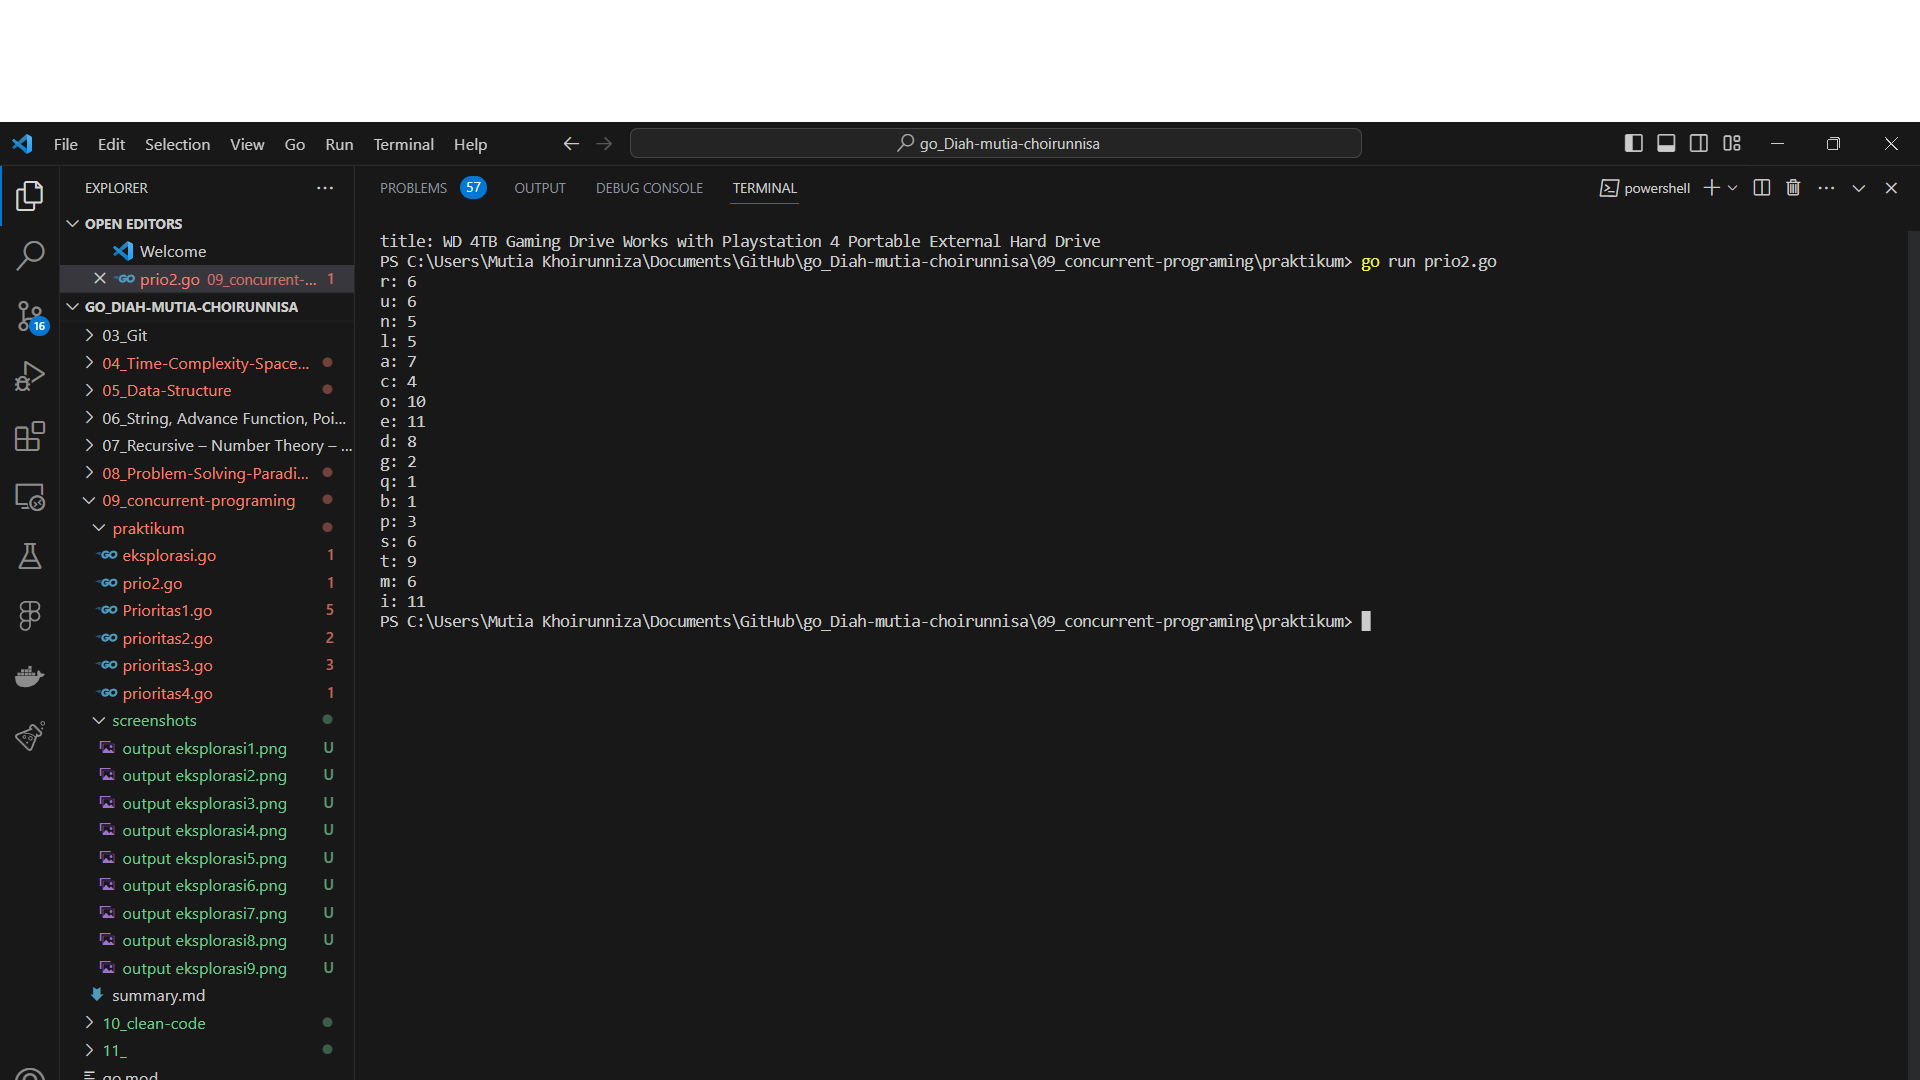 File Edit Selection View Go Run Terminal Help
go_Diah-mutia-choirunnisa
EXPLORER
OPEN EDITORS
Welcome
prio2.go 09_concurrent-... 1
GO_DIAH-MUTIA-CHOIRUNNISA
03_Git
04_Time-Complexity-Space...
05_Data-Structure
06_String, Advance Function, Poi...
07_Recursive – Number Theory – ...
08_Problem-Solving-Paradi...
09_concurrent-programing
praktikum
eksplorasi.go 1
prio2.go 1
Prioritas1.go 5
prioritas2.go 2
prioritas3.go 3
prioritas4.go 1
screenshots
output eksplorasi1.png U
output eksplorasi2.png U
output eksplorasi3.png U
output eksplorasi4.png U
output eksplorasi5.png U
output eksplorasi6.png U
output eksplorasi7.png U
output eksplorasi8.png U
output eksplorasi9.png U
summary.md
10_clean-code
11_
go.mod
16
PROBLEMS 57 OUTPUT DEBUG CONSOLE TERMINAL
powershell
title: WD 4TB Gaming Drive Works with Playstation 4 Portable External Hard Drive
PS C:\Users\Mutia Khoirunniza\Documents\GitHub\go_Diah-mutia-choirunnisa\09_concurrent-programing\praktikum> go run prio2.go
r: 6
u: 6
n: 5
l: 5
a: 7
c: 4
o: 10
e: 11
d: 8
g: 2
q: 1
b: 1
p: 3
s: 6
t: 9
m: 6
i: 11
PS C:\Users\Mutia Khoirunniza\Documents\GitHub\go_Diah-mutia-choirunnisa\09_concurrent-programing\praktikum>